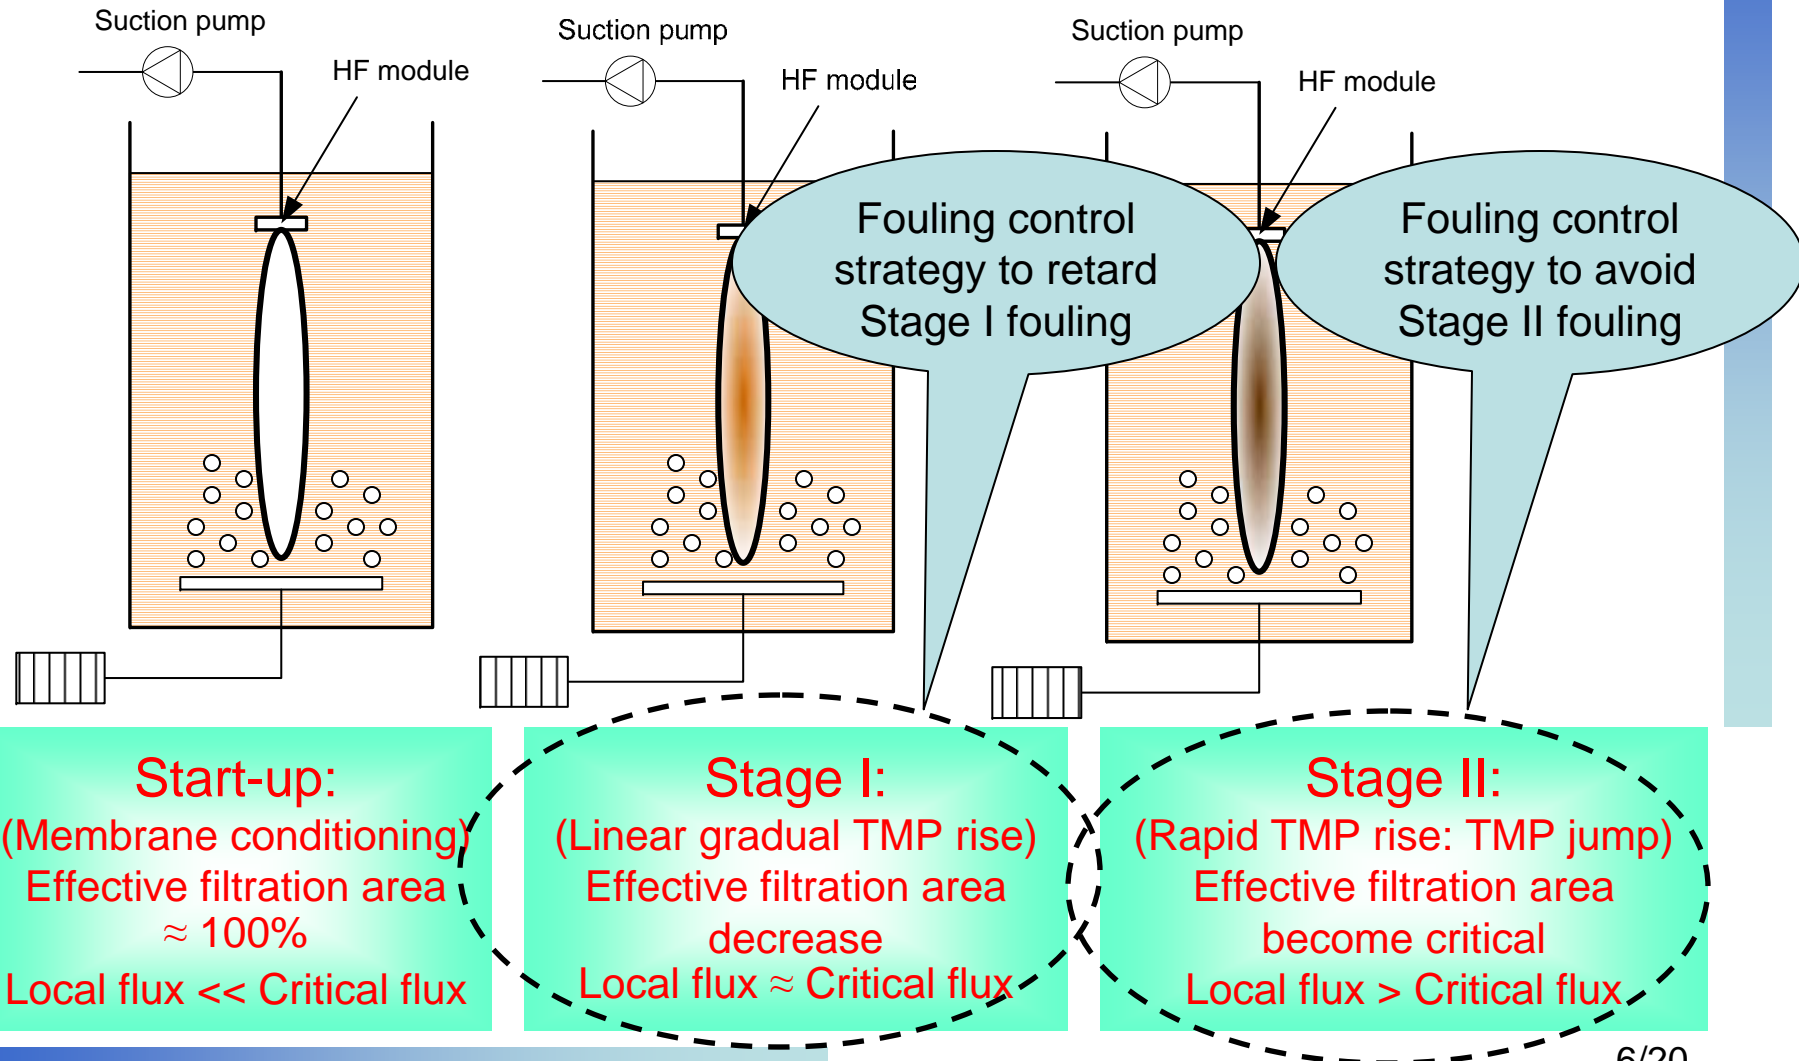 Suction pump
HF module
Suction pump
HF module
Suction pump
HF module
Fouling control
strategy to retard
Stage I fouling
Fouling control
strategy to avoid
Stage II fouling
Start-up:
(Membrane conditioning)
Effective filtration area
≈ 100%
Local flux << Critical flux
Stage I:
(Linear gradual TMP rise)
Effective filtration area
decrease
Local flux ≈ Critical flux
Stage II:
(Rapid TMP rise: TMP jump)
Effective filtration area
become critical
Local flux > Critical flux
6/20